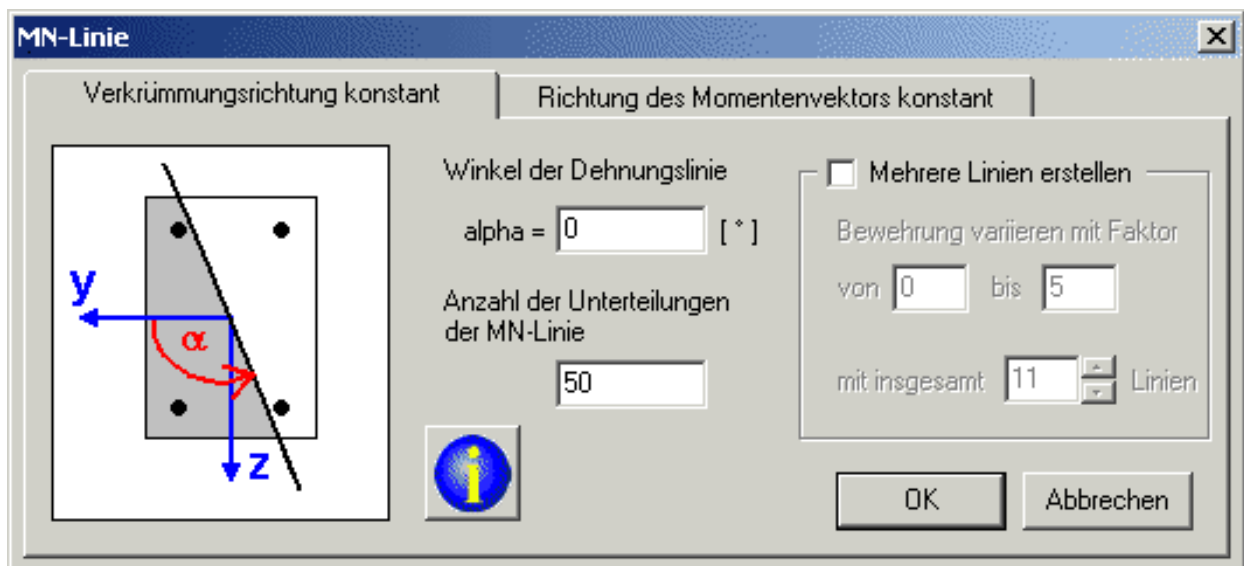 MN-Linie
Verkrümmungsrichtung konstant
Richtung des Momentenvektors konstant
y
α
z
Winkel der Dehnungslinie
alpha = 0 [ ° ]
Anzahl der Unterteilungen
der MN-Linie
50
i
Mehrere Linien erstellen
Bewehrung variieren mit Faktor
von 0 bis 5
mit insgesamt 11 Linien
OK
Abbrechen